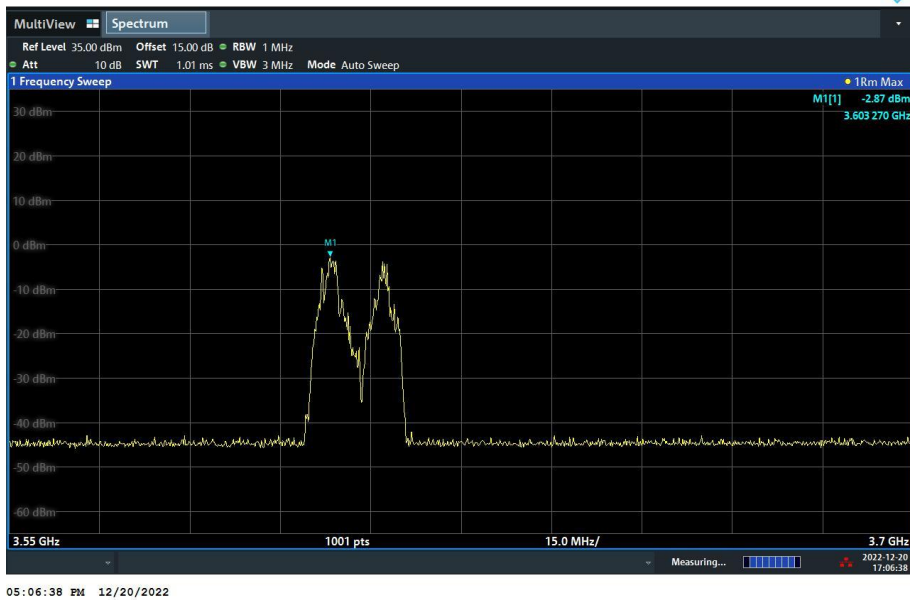 MultiView Spectrum
Ref Level 35.00 dBm Offset 15.00 dB RBW 1 MHz
Att 10 dB SWT 1.01 ms VBW 3 MHz Mode Auto Sweep
1 Frequency Sweep 1Rm Max
M1[1] -2.87 dBm
3.603 270 GHz
30 dBm
20 dBm
10 dBm
0 dBm
M1
-10 dBm
-20 dBm
-30 dBm
-40 dBm
-50 dBm
-60 dBm
3.55 GHz 1001 pts 15.0 MHz/ 3.7 GHz
Measuring... 2022-12-20
17:06:38
05:06:38 PM 12/20/2022